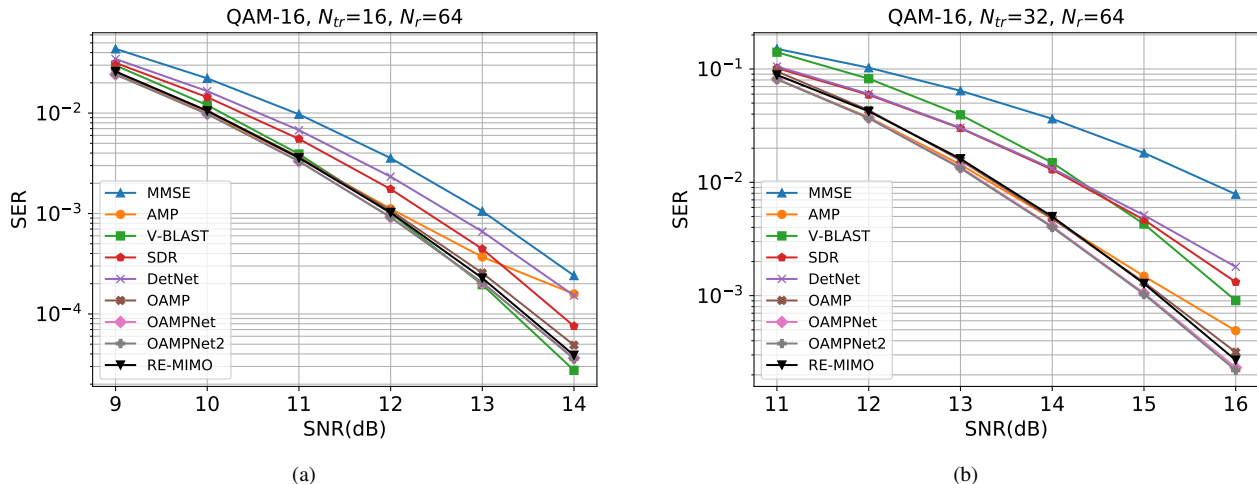 QAM-16, N_tr=16, N_r=64
SER
10^−2
10^−3
10^−4
MMSE
AMP
V-BLAST
SDR
DetNet
OAMP
OAMPNet
OAMPNet2
RE-MIMO
9 10 11 12 13 14
SNR(dB)
(a)
QAM-16, N_tr=32, N_r=64
SER
10^−1
10^−2
10^−3
MMSE
AMP
V-BLAST
SDR
DetNet
OAMP
OAMPNet
OAMPNet2
RE-MIMO
11 12 13 14 15 16
SNR(dB)
(b)